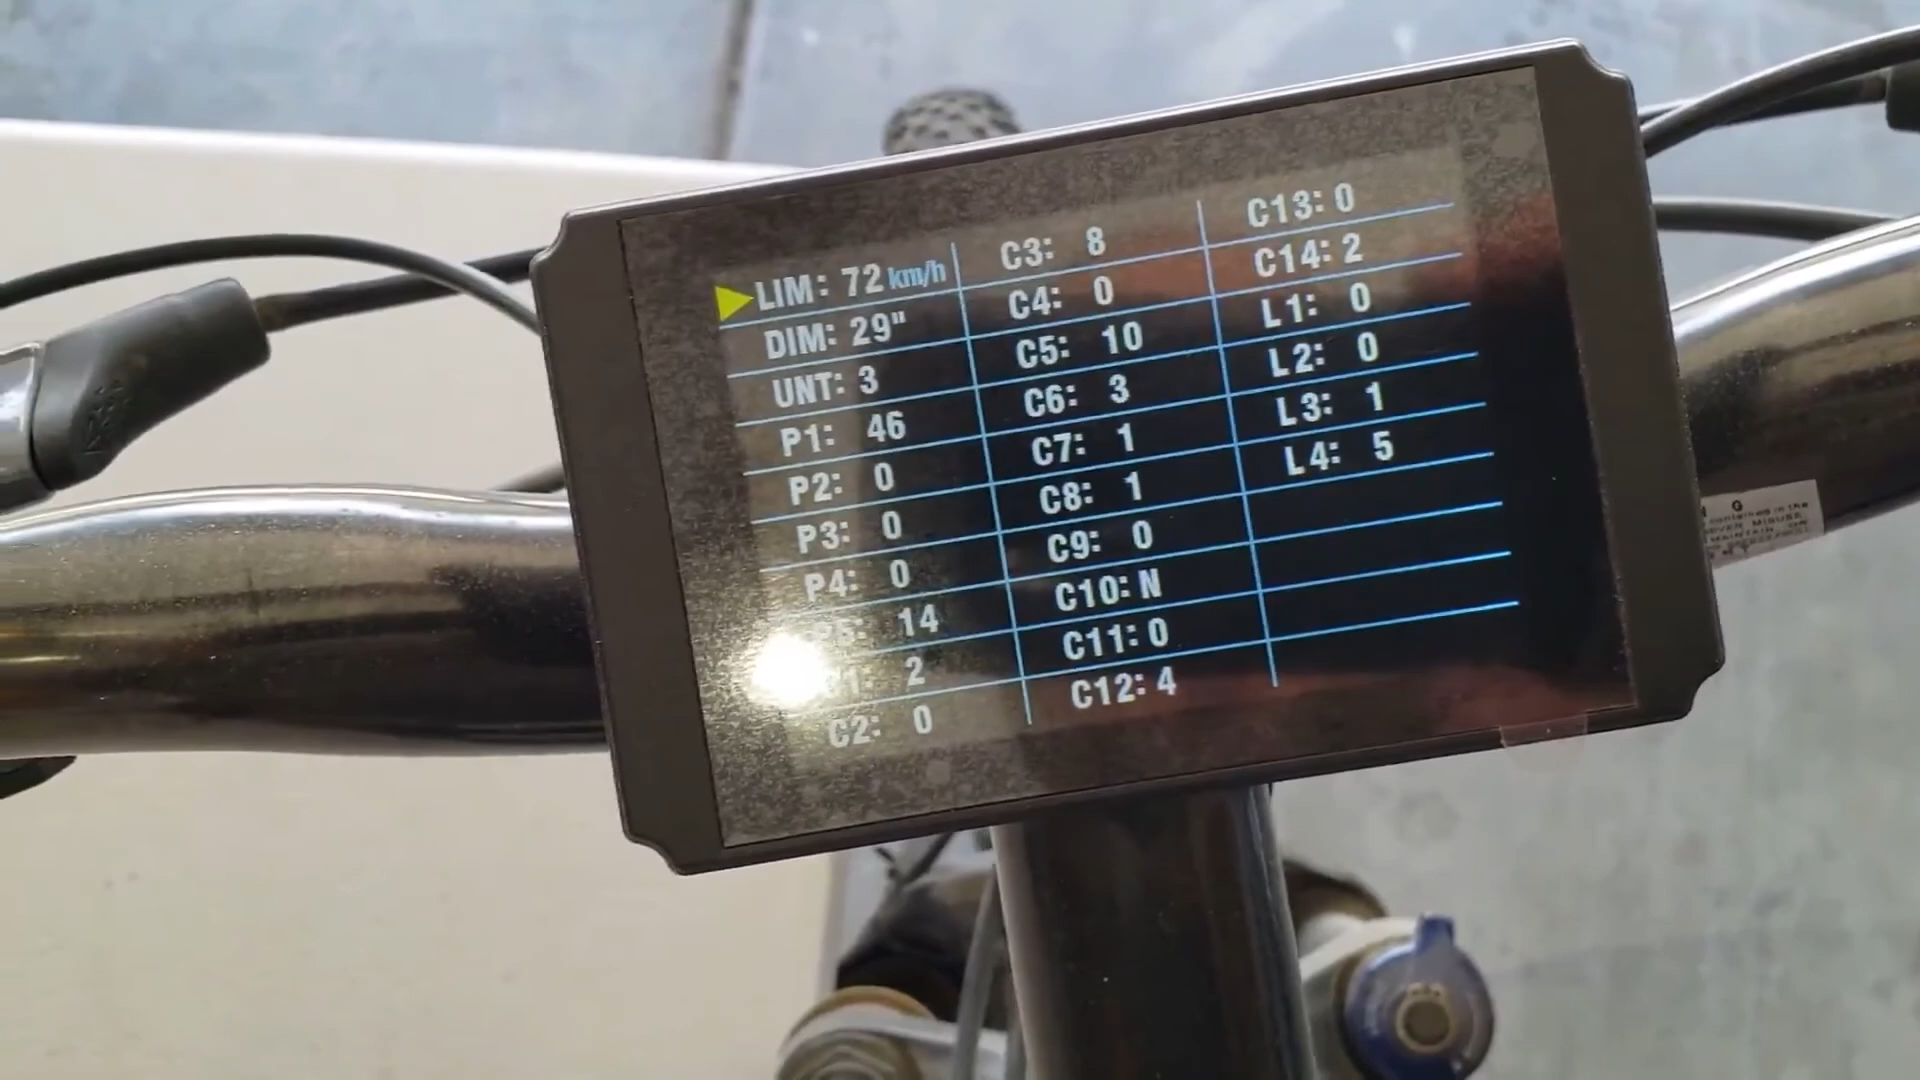 LIM: 72 km/h
DIM: 29"
UNT: 3
P1: 46
P2: 0
P3: 0
P4: 0
14
2
C2: 0
C3: 8
C4: 0
C5: 10
C6: 3
C7: 1
C8: 1
C9: 0
C10: N
C11: 0
C12: 4
C13: 0
C14: 2
L1: 0
L2: 0
L3: 1
L4: 5